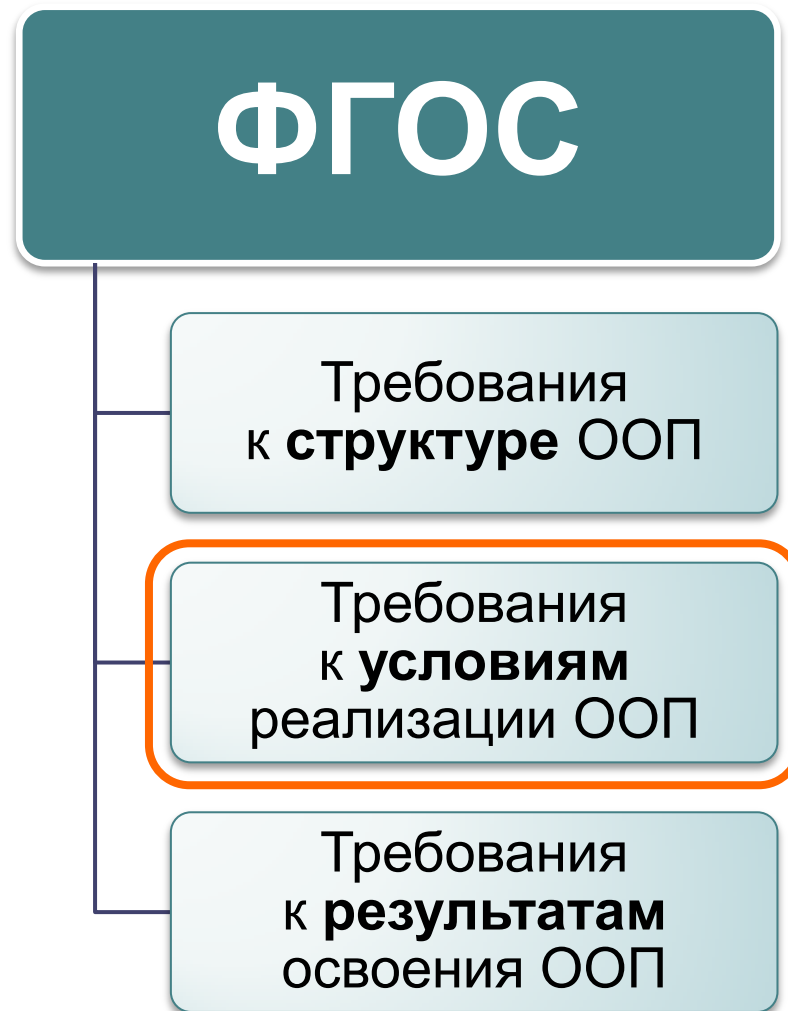 ФГОС
Требования
к структуре ООП
Требования
к условиям
реализации ООП
Требования
к результатам
освоения ООП